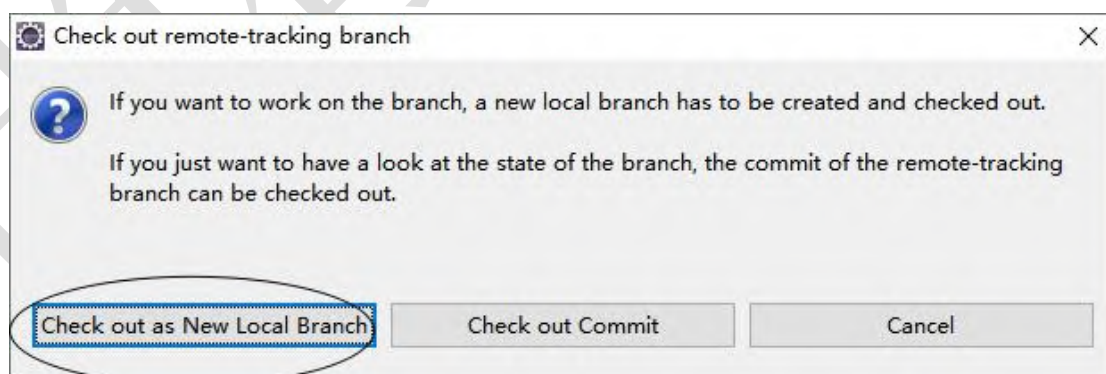 Check out remote-tracking branch
If you want to work on the branch, a new local branch has to be created and checked out.
If you just want to have a look at the state of the branch, the commit of the remote-tracking
branch can be checked out.
Check out as New Local Branch
Check out Commit
Cancel